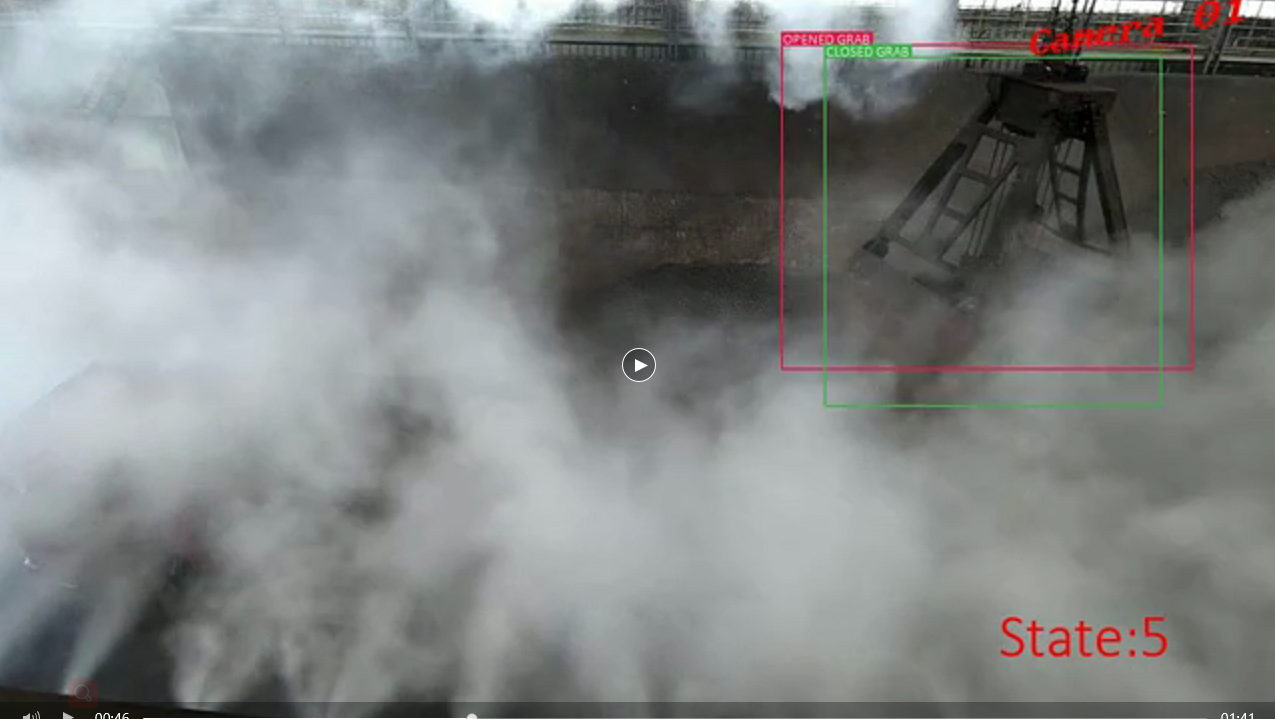 Camera 01
OPENED GRAB
CLOSED GRAB
State:5
00:46
01:41